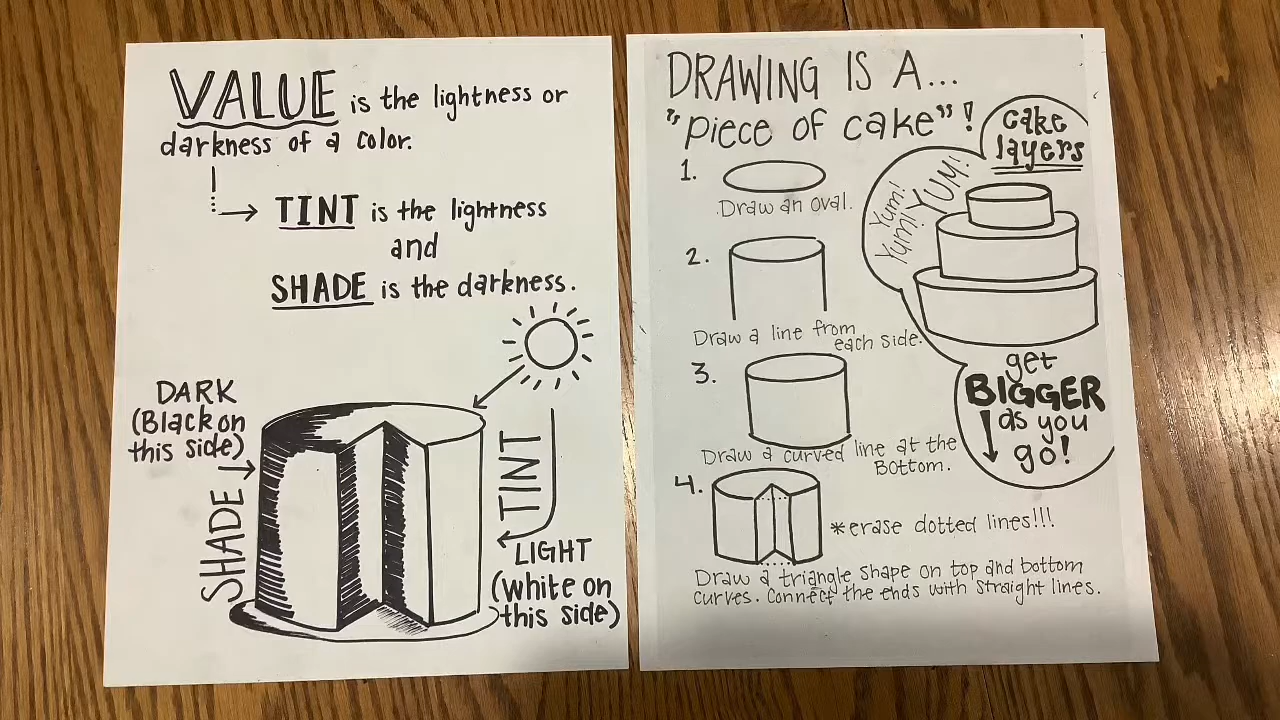 VALUE is the lightness or
darkness of a color.
TINT is the lightness
and
SHADE is the darkness.
DARK
(Black on
this side)
SHADE
TINT
LIGHT
(white on
this side)
DRAWING IS A...
"piece of cake"!
1.
Draw an oval.
2.
Draw a line from
each side.
3.
Draw a curved line at the
Bottom.
4.
*erase dotted lines!!!
Draw a triangle shape on top and bottom
curves. Connect the ends with straight lines.
cake
layers
Yum!
Yum!
YUM!
get
BIGGER
as you
go!